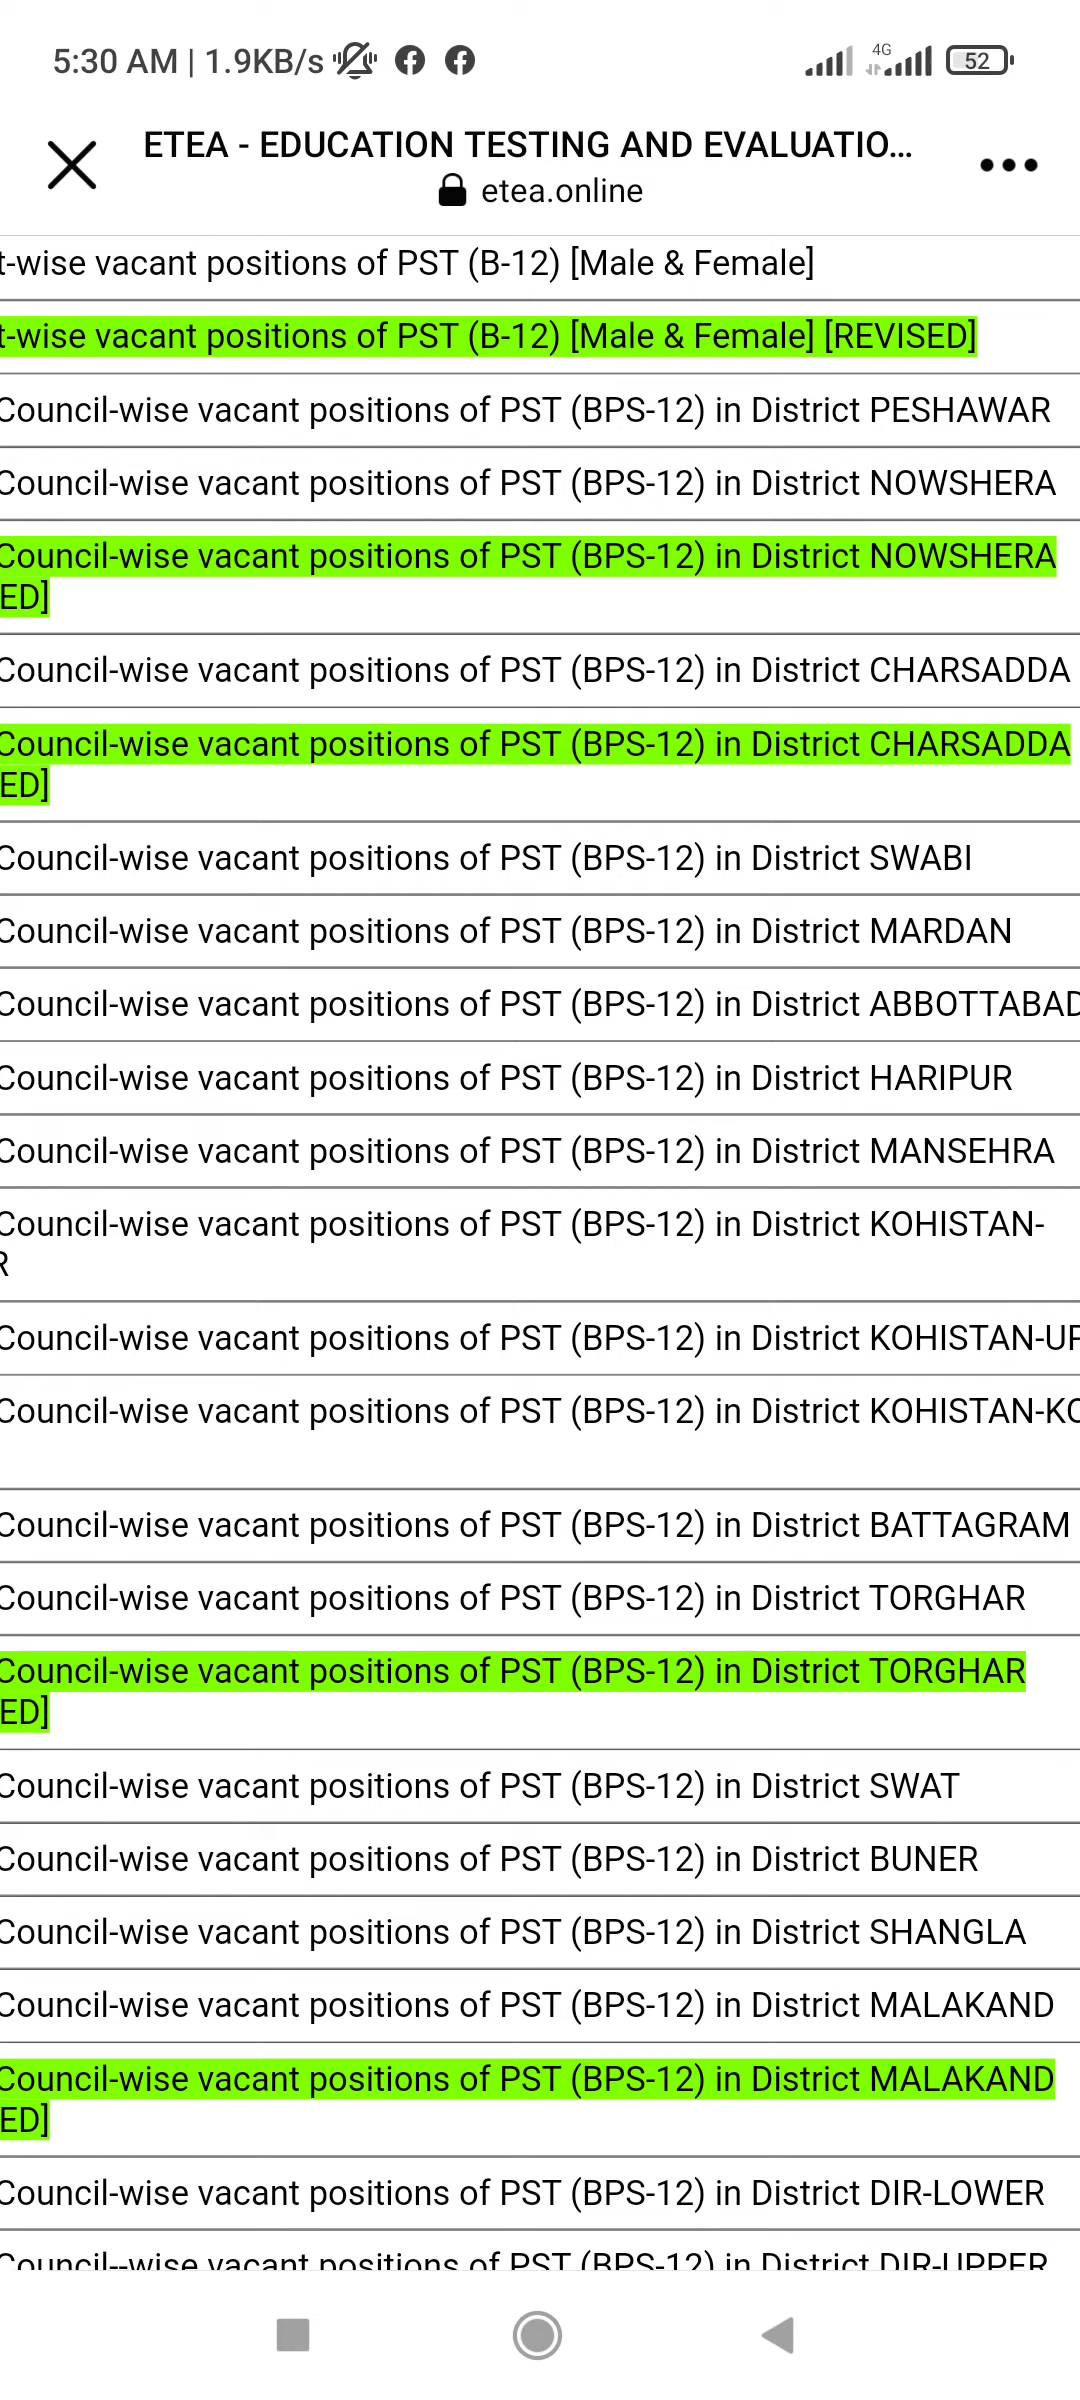 5:30 AM | 1.9KB/s 4G 52
ETEA - EDUCATION TESTING AND EVALUATIO...
etea.online
t-wise vacant positions of PST (B-12) [Male & Female]
t-wise vacant positions of PST (B-12) [Male & Female] [REVISED]
Council-wise vacant positions of PST (BPS-12) in District PESHAWAR
Council-wise vacant positions of PST (BPS-12) in District NOWSHERA
Council-wise vacant positions of PST (BPS-12) in District NOWSHERA
ED]
Council-wise vacant positions of PST (BPS-12) in District CHARSADDA
Council-wise vacant positions of PST (BPS-12) in District CHARSADDA
ED]
Council-wise vacant positions of PST (BPS-12) in District SWABI
Council-wise vacant positions of PST (BPS-12) in District MARDAN
Council-wise vacant positions of PST (BPS-12) in District ABBOTTABAD
Council-wise vacant positions of PST (BPS-12) in District HARIPUR
Council-wise vacant positions of PST (BPS-12) in District MANSEHRA
Council-wise vacant positions of PST (BPS-12) in District KOHISTAN-
R
Council-wise vacant positions of PST (BPS-12) in District KOHISTAN-UP
Council-wise vacant positions of PST (BPS-12) in District KOHISTAN-KO
Council-wise vacant positions of PST (BPS-12) in District BATTAGRAM
Council-wise vacant positions of PST (BPS-12) in District TORGHAR
Council-wise vacant positions of PST (BPS-12) in District TORGHAR
ED]
Council-wise vacant positions of PST (BPS-12) in District SWAT
Council-wise vacant positions of PST (BPS-12) in District BUNER
Council-wise vacant positions of PST (BPS-12) in District SHANGLA
Council-wise vacant positions of PST (BPS-12) in District MALAKAND
Council-wise vacant positions of PST (BPS-12) in District MALAKAND
ED]
Council-wise vacant positions of PST (BPS-12) in District DIR-LOWER
Council--wise vacant positions of PST (BPS-12) in District DIR-UPPER